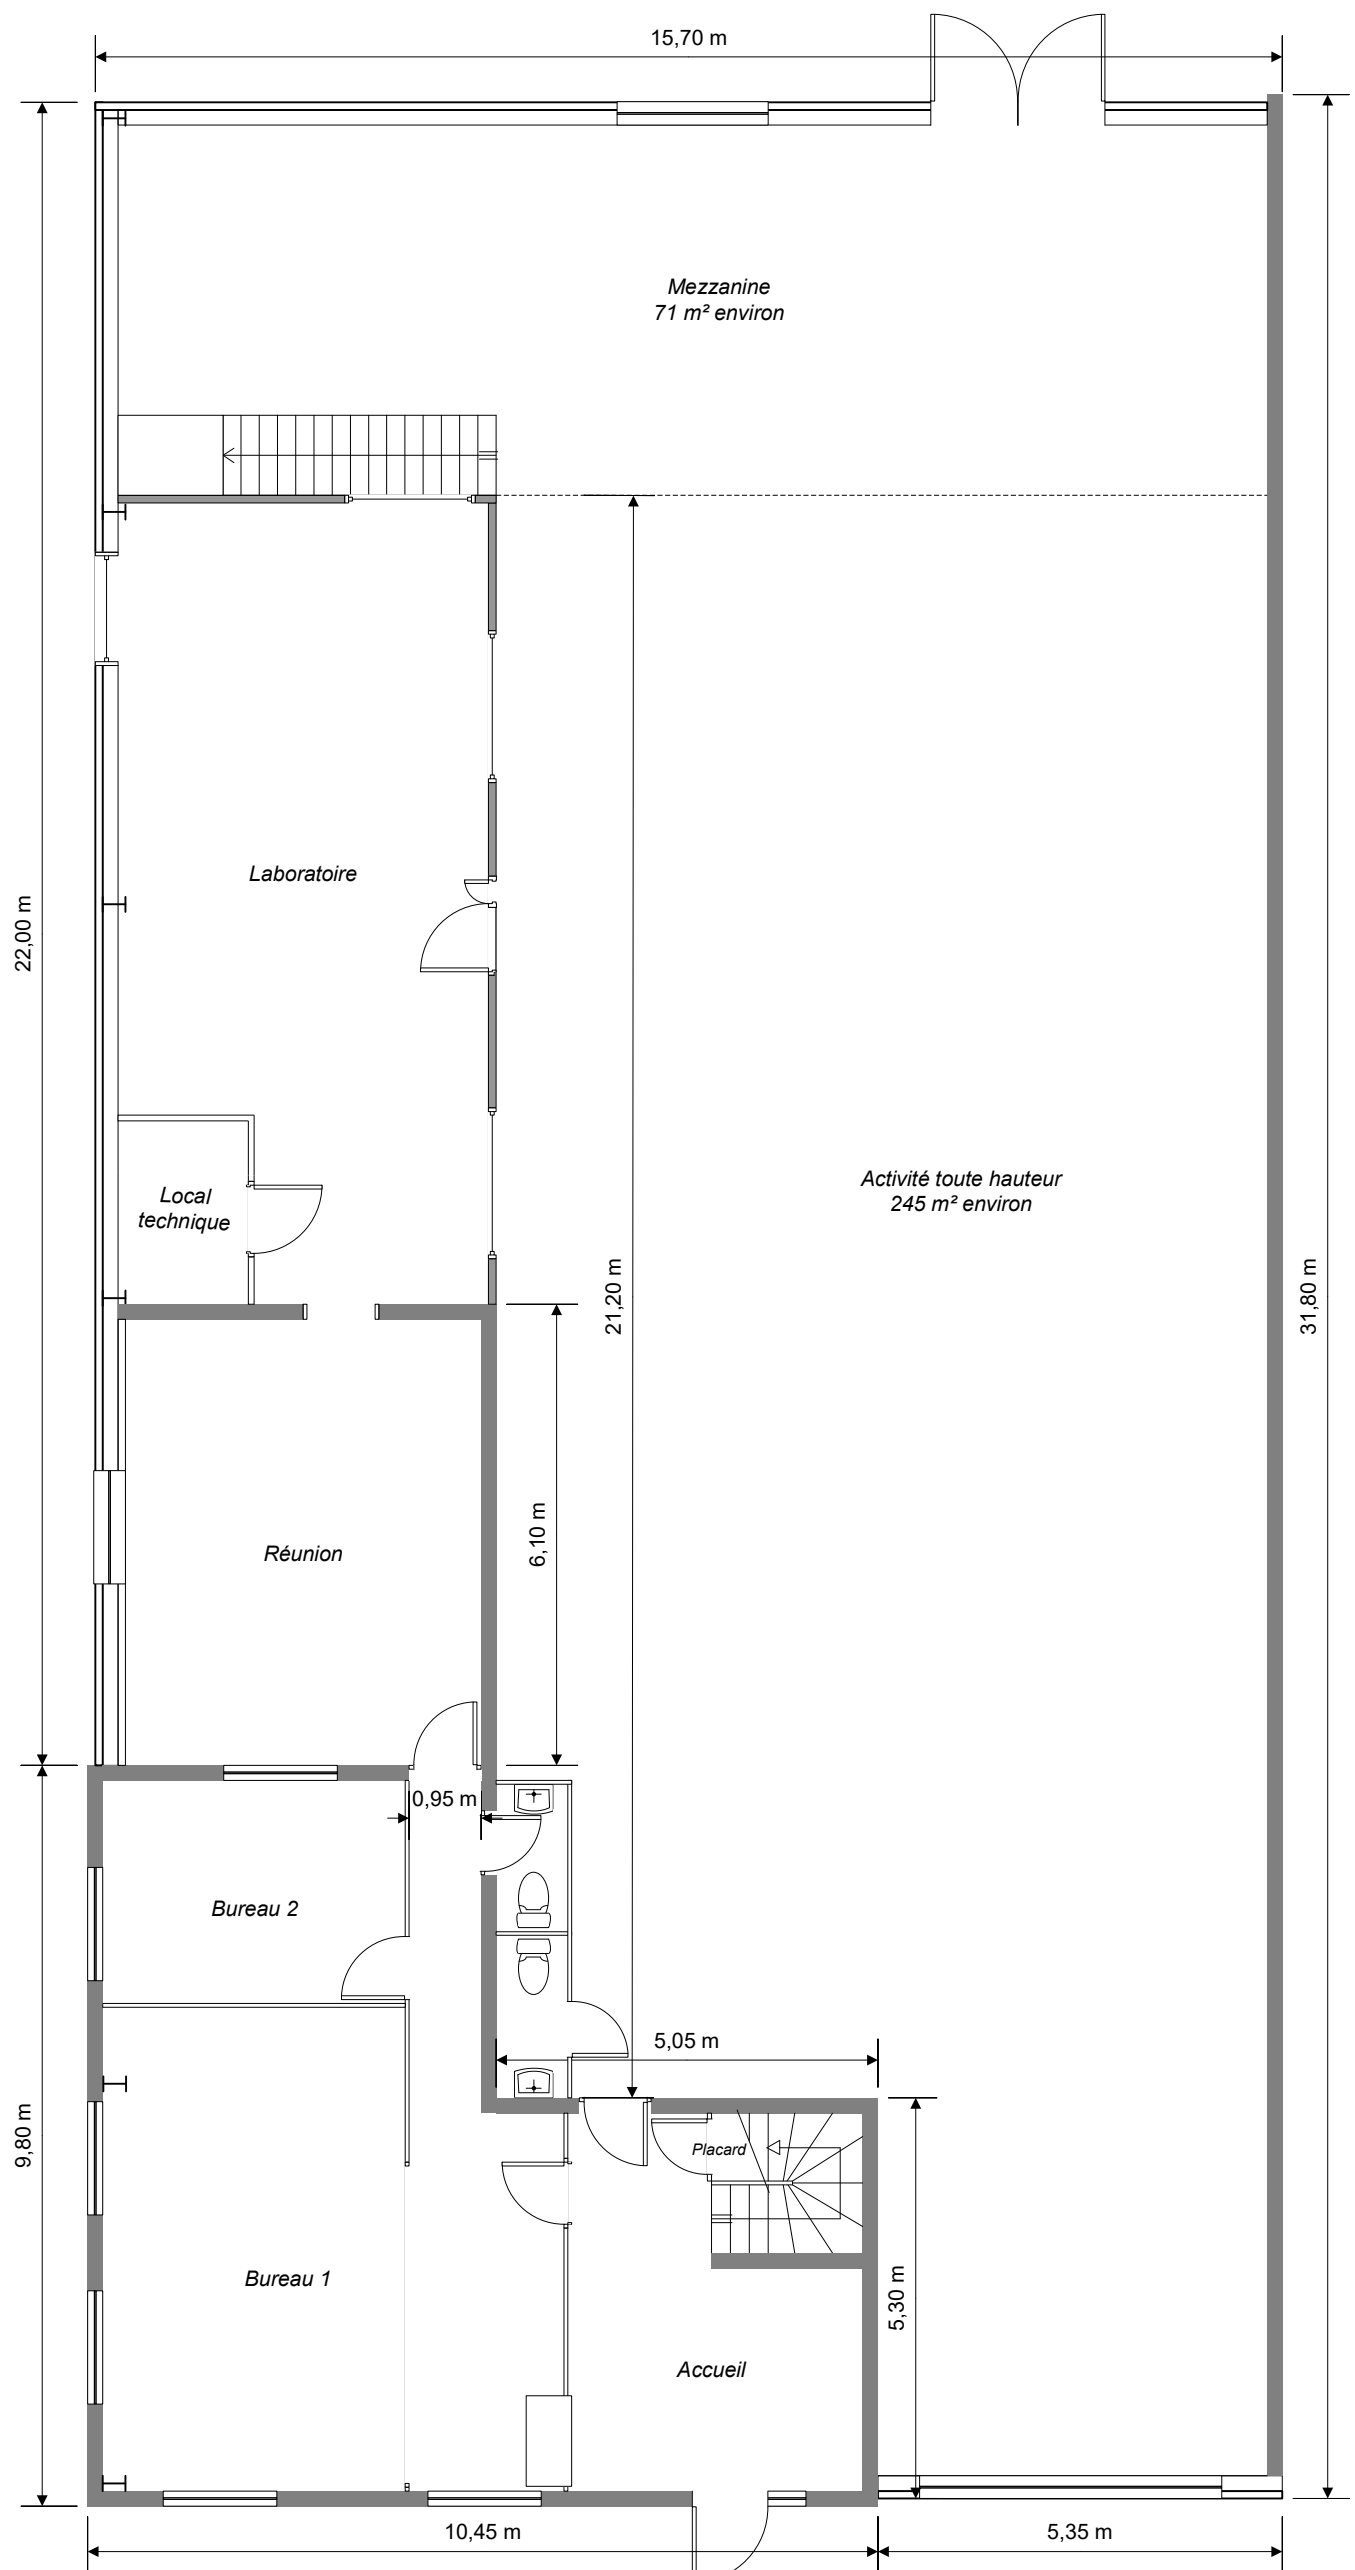 15,70 m
Mezzanine
71 m² environ
22,00 m
Laboratoire
Local
technique
Activité toute hauteur
245 m² environ
21,20 m
31,80 m
6,10 m
Réunion
0,95 m
Bureau 2
5,05 m
9,80 m
Placard
Bureau 1
5,30 m
Accueil
10,45 m
5,35 m